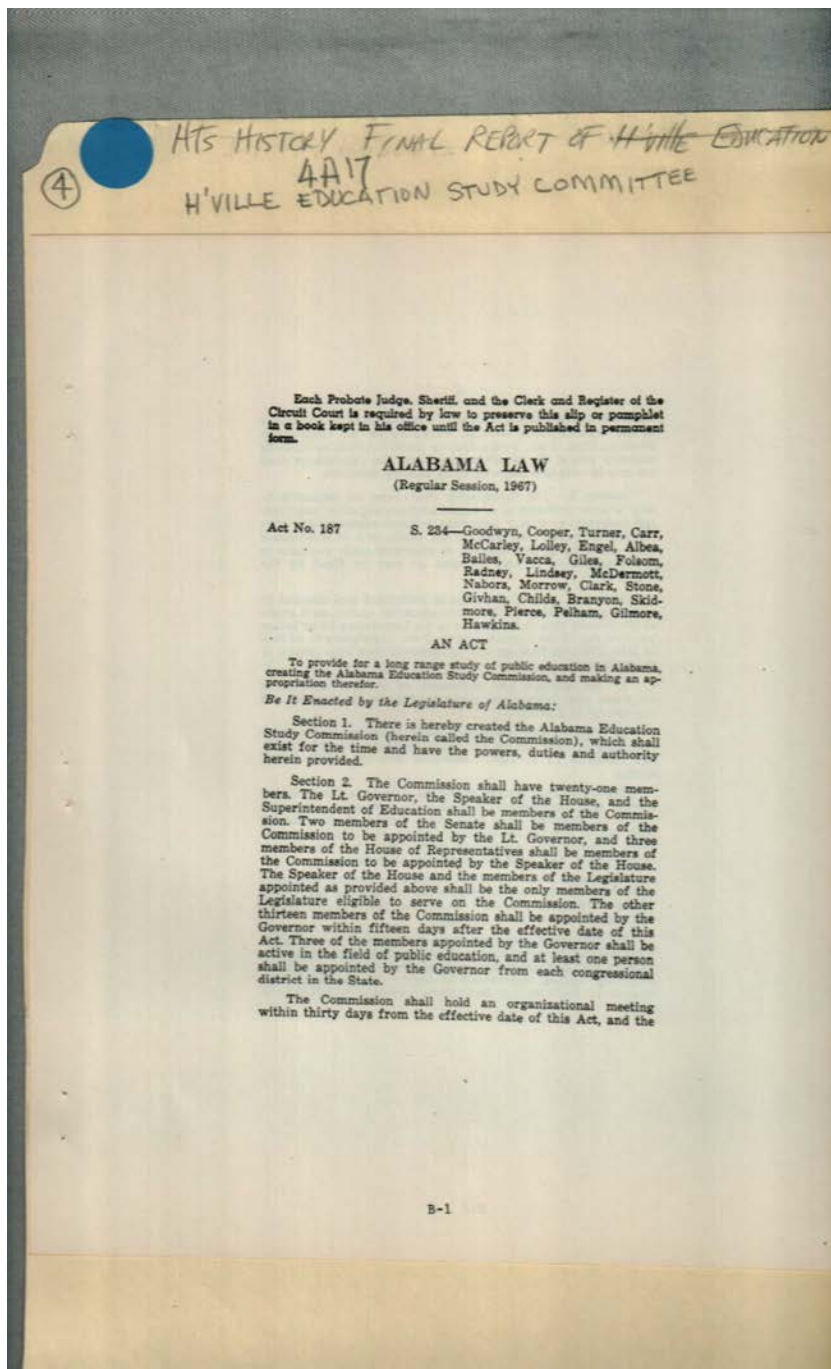 HTS HISTORY FINAL REPORT OF H'VILLE EDUCATION
4A17
④
H'VILLE EDUCATION STUDY COMMITTEE
Each Probate Judge, Sheriff, and the Clerk and Register of the
Circuit Court is required by law to preserve this slip or pamphlet
in a book kept in his office until the Act is published in permanent
form.
ALABAMA LAW
(Regular Session, 1967)
Act No. 187 S. 234—Goodwyn, Cooper, Turner, Carr,
McCarley, Lolley, Engel, Albea,
Bailes, Vacca, Giles, Folsom,
Radney, Lindsey, McDermott,
Nabors, Morrow, Clark, Stone,
Givhan, Childs, Branyon, Skid-
more, Pierce, Pelham, Gilmore,
Hawkins.
AN ACT
To provide for a long range study of public education in Alabama,
creating the Alabama Education Study Commission, and making an ap-
propriation therefor.
Be It Enacted by the Legislature of Alabama:
Section 1. There is hereby created the Alabama Education
Study Commission (herein called the Commission), which shall
exist for the time and have the powers, duties and authority
herein provided.
Section 2. The Commission shall have twenty-one mem-
bers. The Lt. Governor, the Speaker of the House, and the
Superintendent of Education shall be members of the Commis-
sion. Two members of the Senate shall be members of the
Commission to be appointed by the Lt. Governor, and three
members of the House of Representatives shall be members of
the Commission to be appointed by the Speaker of the House.
The Speaker of the House and the members of the Legislature
appointed as provided above shall be the only members of the
Legislature eligible to serve on the Commission. The other
thirteen members of the Commission shall be appointed by the
Governor within fifteen days after the effective date of this
Act. Three of the members appointed by the Governor shall be
active in the field of public education, and at least one person
shall be appointed by the Governor from each congressional
district in the State.
The Commission shall hold an organizational meeting
within thirty days from the effective date of this Act, and the
B-1